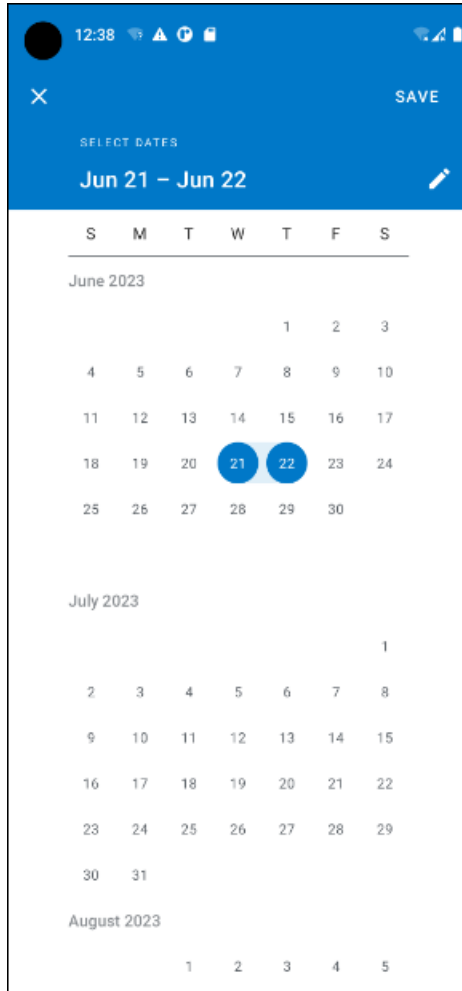 12:38
SAVE
SELECT DATES
Jun 21 – Jun 22
S M T W T F S
June 2023
1 2 3
4 5 6 7 8 9 10
11 12 13 14 15 16 17
18 19 20 21 22 23 24
25 26 27 28 29 30
July 2023
1
2 3 4 5 6 7 8
9 10 11 12 13 14 15
16 17 18 19 20 21 22
23 24 25 26 27 28 29
30 31
August 2023
1 2 3 4 5